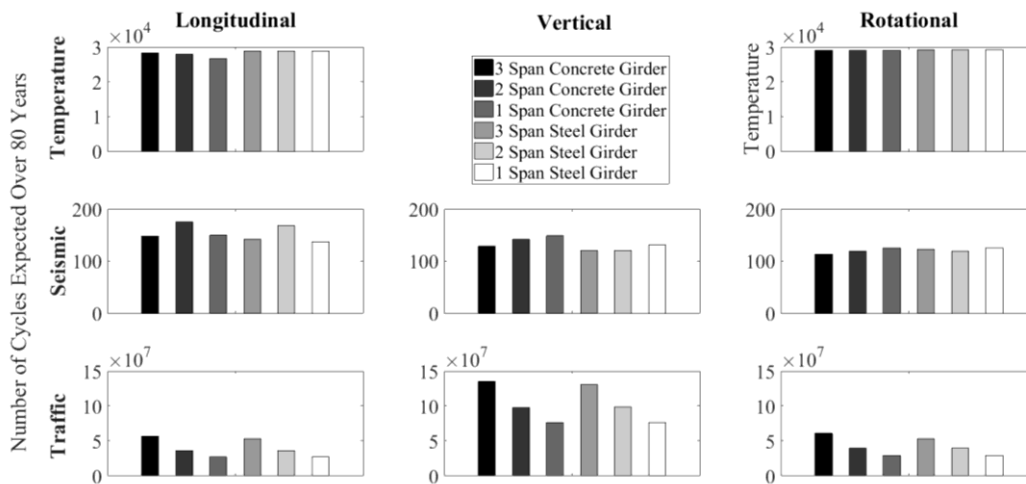 Longitudinal
Vertical
Rotational
Number of Cycles Expected Over 80 Years
Temperature
×10^4
3
2
1
0
3 Span Concrete Girder
2 Span Concrete Girder
1 Span Concrete Girder
3 Span Steel Girder
2 Span Steel Girder
1 Span Steel Girder
Temperature
×10^4
3
2
1
0
Seismic
200
100
0
200
100
0
200
100
0
Traffic
×10^7
15
10
5
0
×10^7
15
10
5
0
×10^7
15
10
5
0